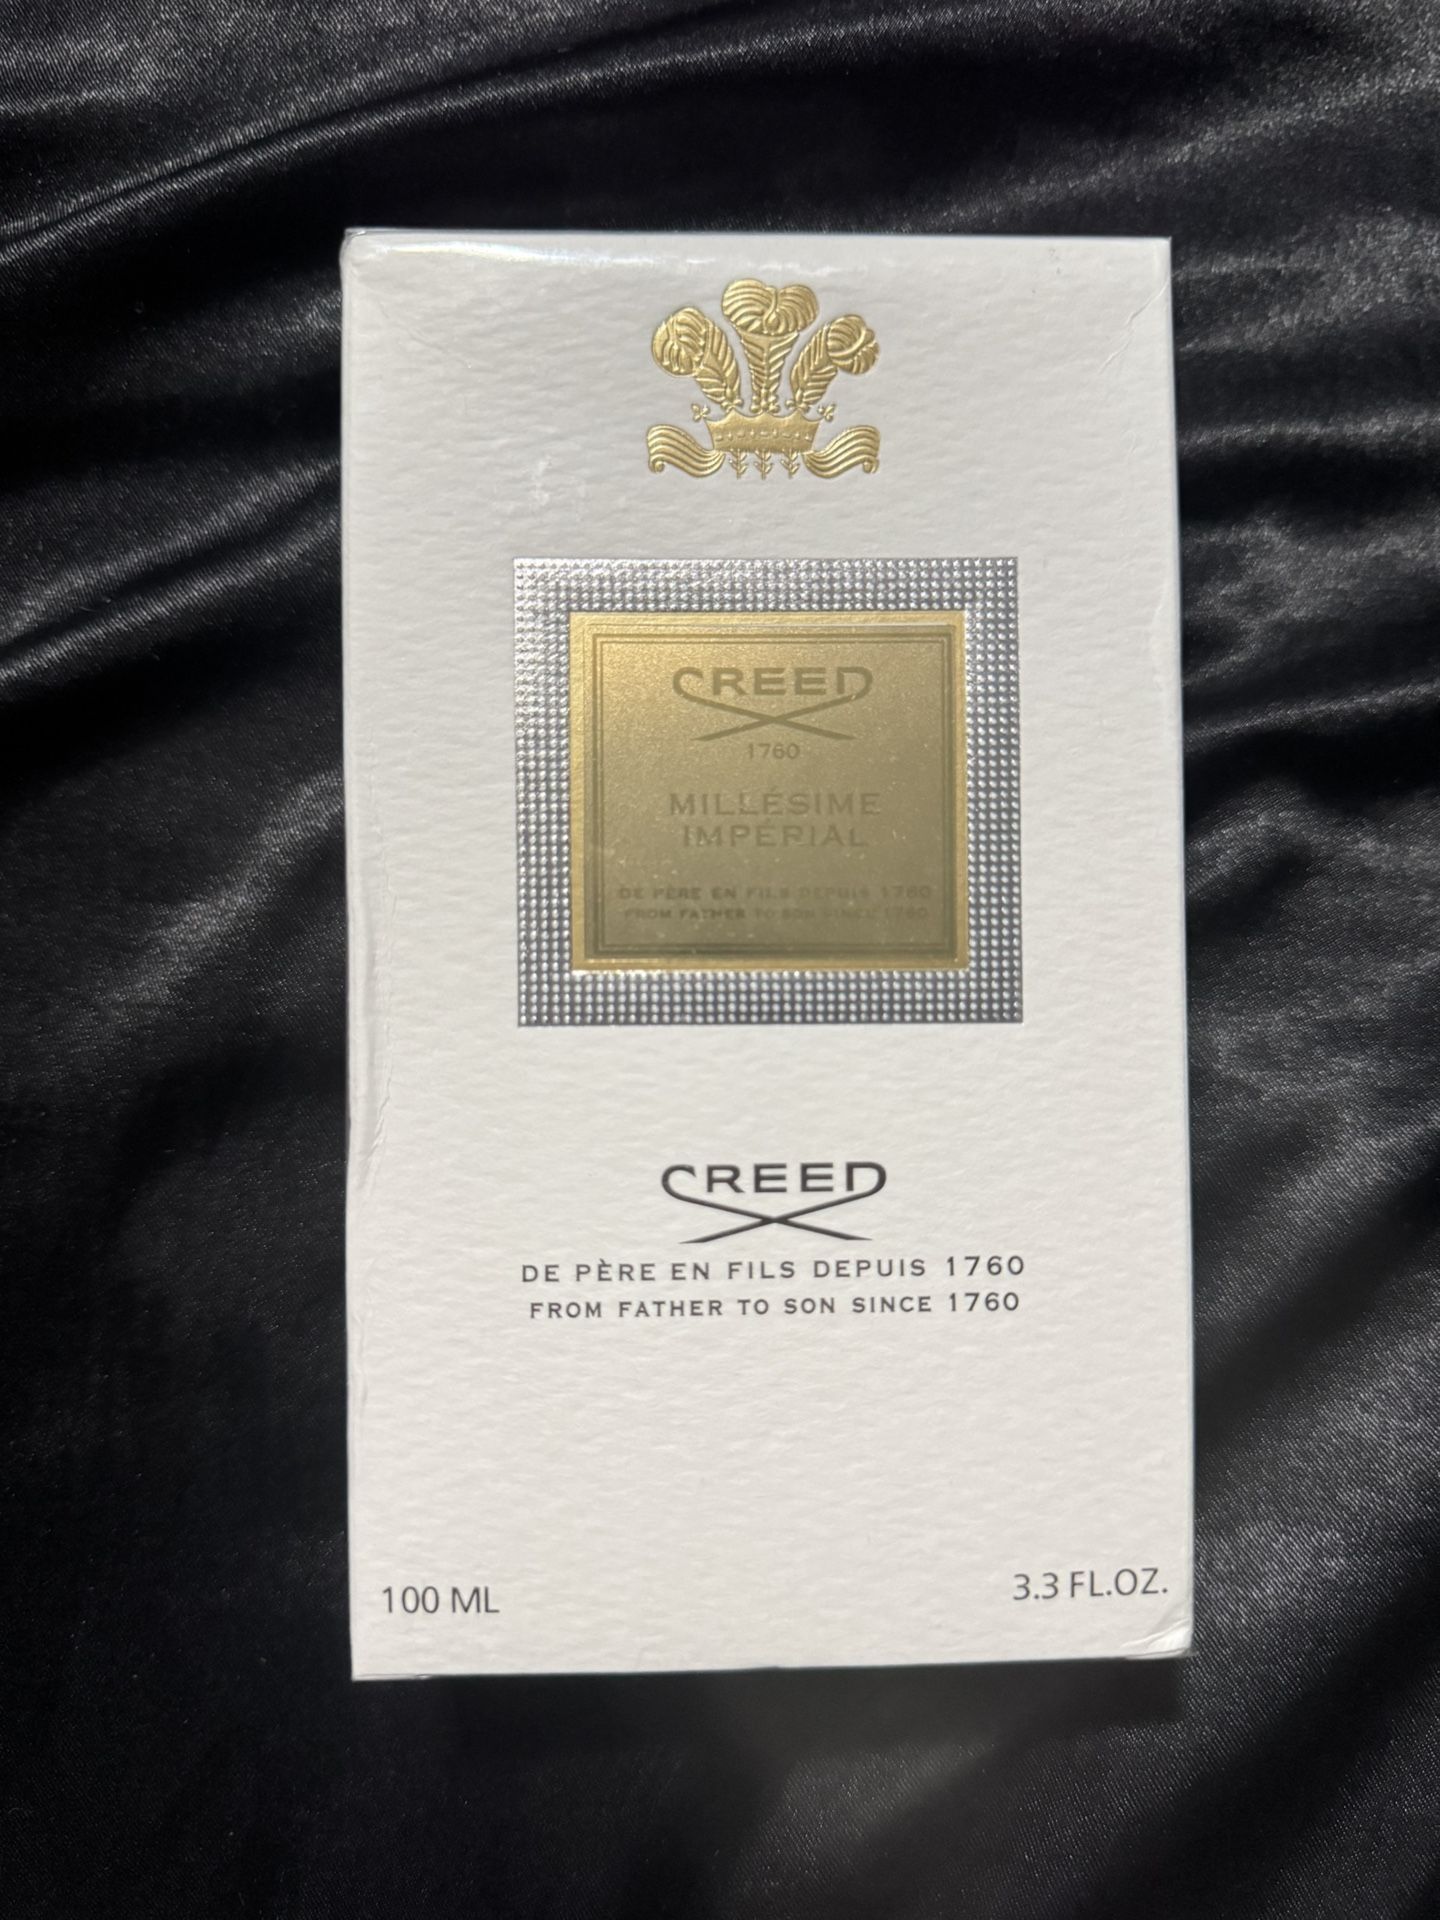 CREED
1760
MILLÉSIME
IMPÉRIAL
DE PÈRE EN FILS DEPUIS 1760
FROM FATHER TO SON SINCE 1760
CREED
DE PÈRE EN FILS DEPUIS 1760
FROM FATHER TO SON SINCE 1760
100 ML
3.3 FL.OZ.